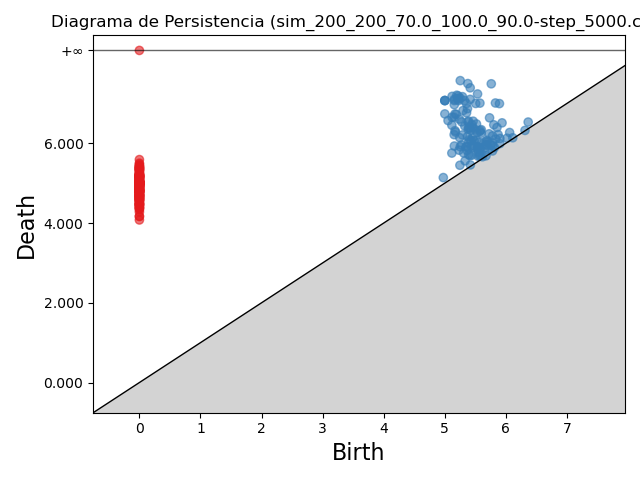 Diagrama de Persistencia (sim_200_200_70.0_100.0_90.0-step_5000.c
+∞
6.000
4.000
2.000
0.000
Death
0 1 2 3 4 5 6 7
Birth